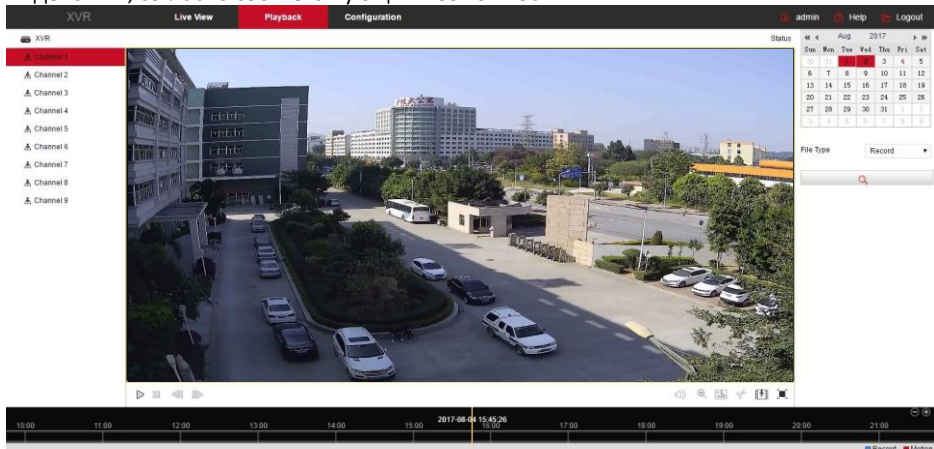 XVR
Live View
Playback
Configuration
admin
Help
Logout
XVR
Status
Channel 1
Channel 2
Channel 3
Channel 4
Channel 5
Channel 6
Channel 7
Channel 8
Channel 9
Aug 2017
Sun Mon Tue Wed Thu Fri Sat
30 31 1 2 3 4 5
6 7 8 9 10 11 12
13 14 15 16 17 18 19
20 21 22 23 24 25 26
27 28 29 30 31 1 2
3 4 5 6 7 8 9
File Type
Record
2017-08-04 15:45:26
10:00 11:00 12:00 13:00 14:00 15:00 16:00 17:00 18:00 19:00 20:00 21:00
Record
Motion